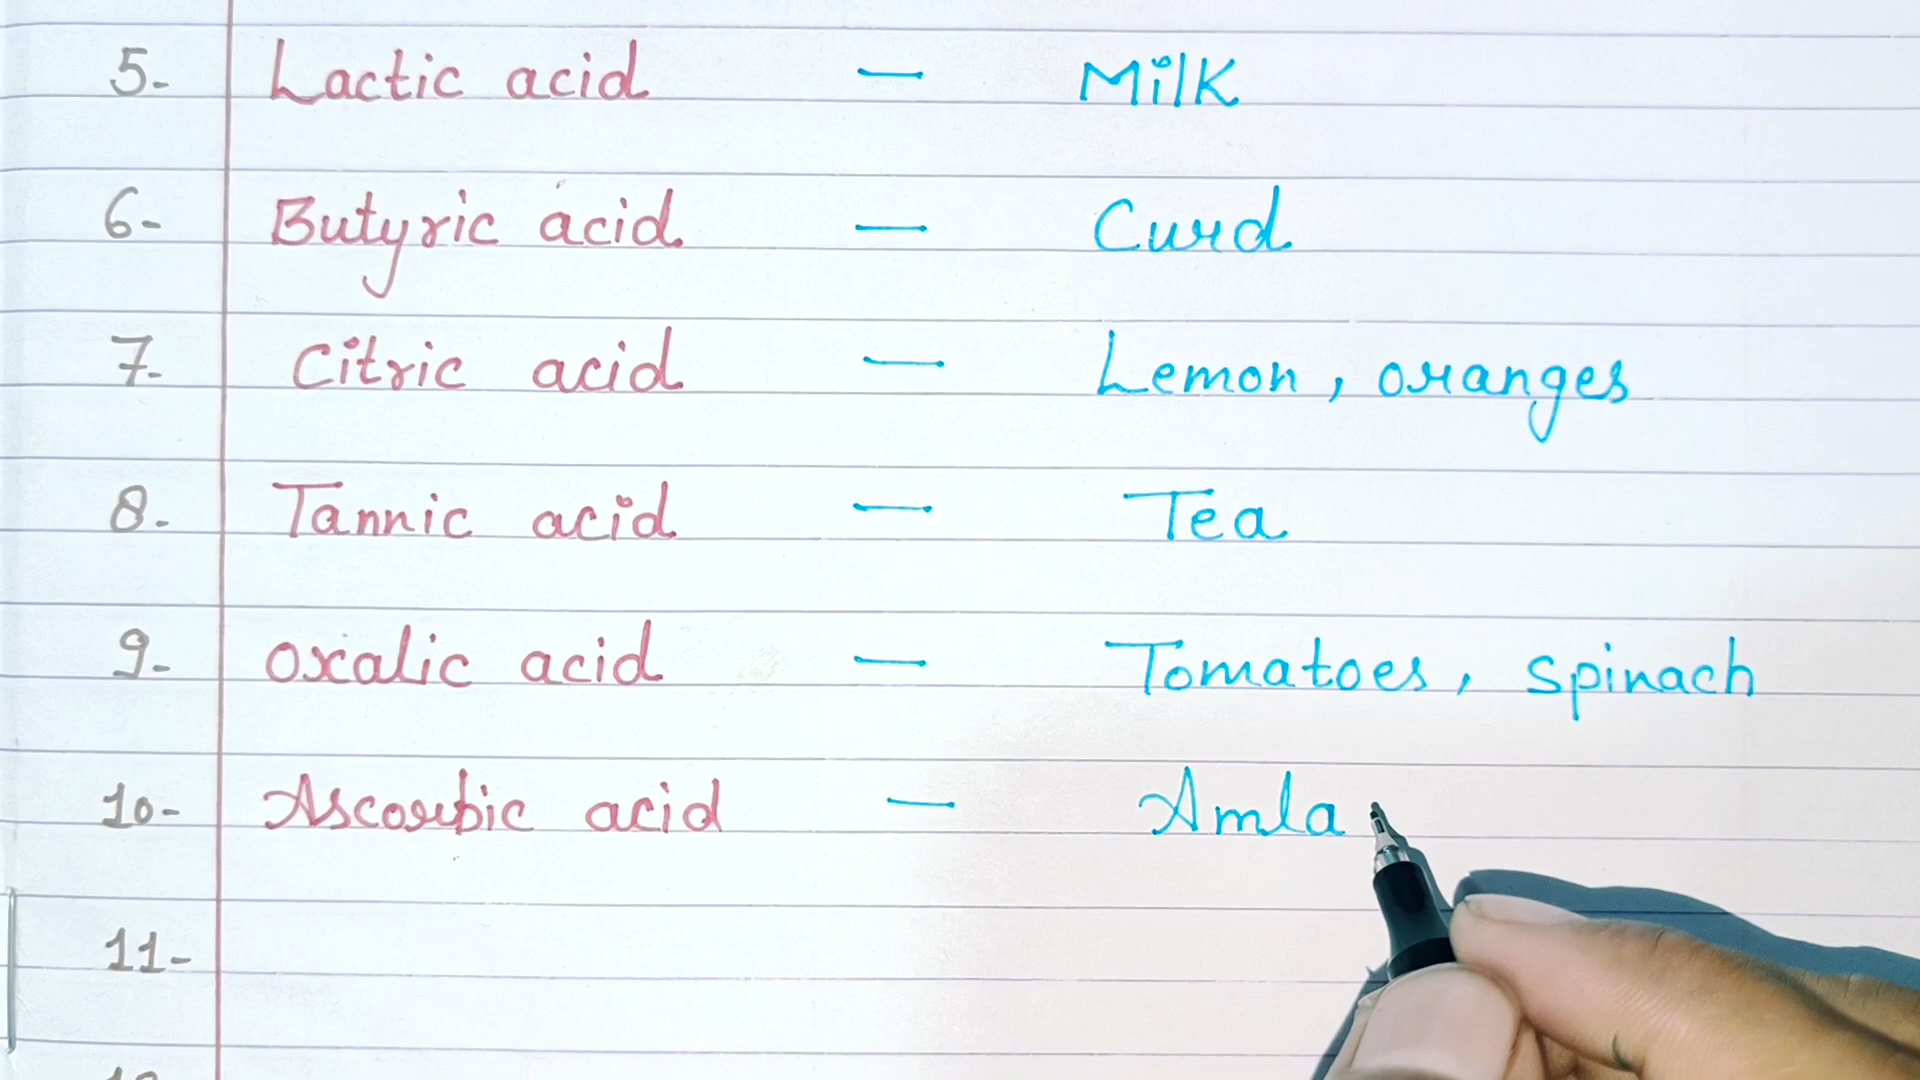 5- Lactic acid — Milk
6- Butyric acid — Curd
7- Citric acid — Lemon, oranges
8- Tannic acid — Tea
9- Oxalic acid — Tomatoes, spinach
10- Ascorbic acid — Amla
11-